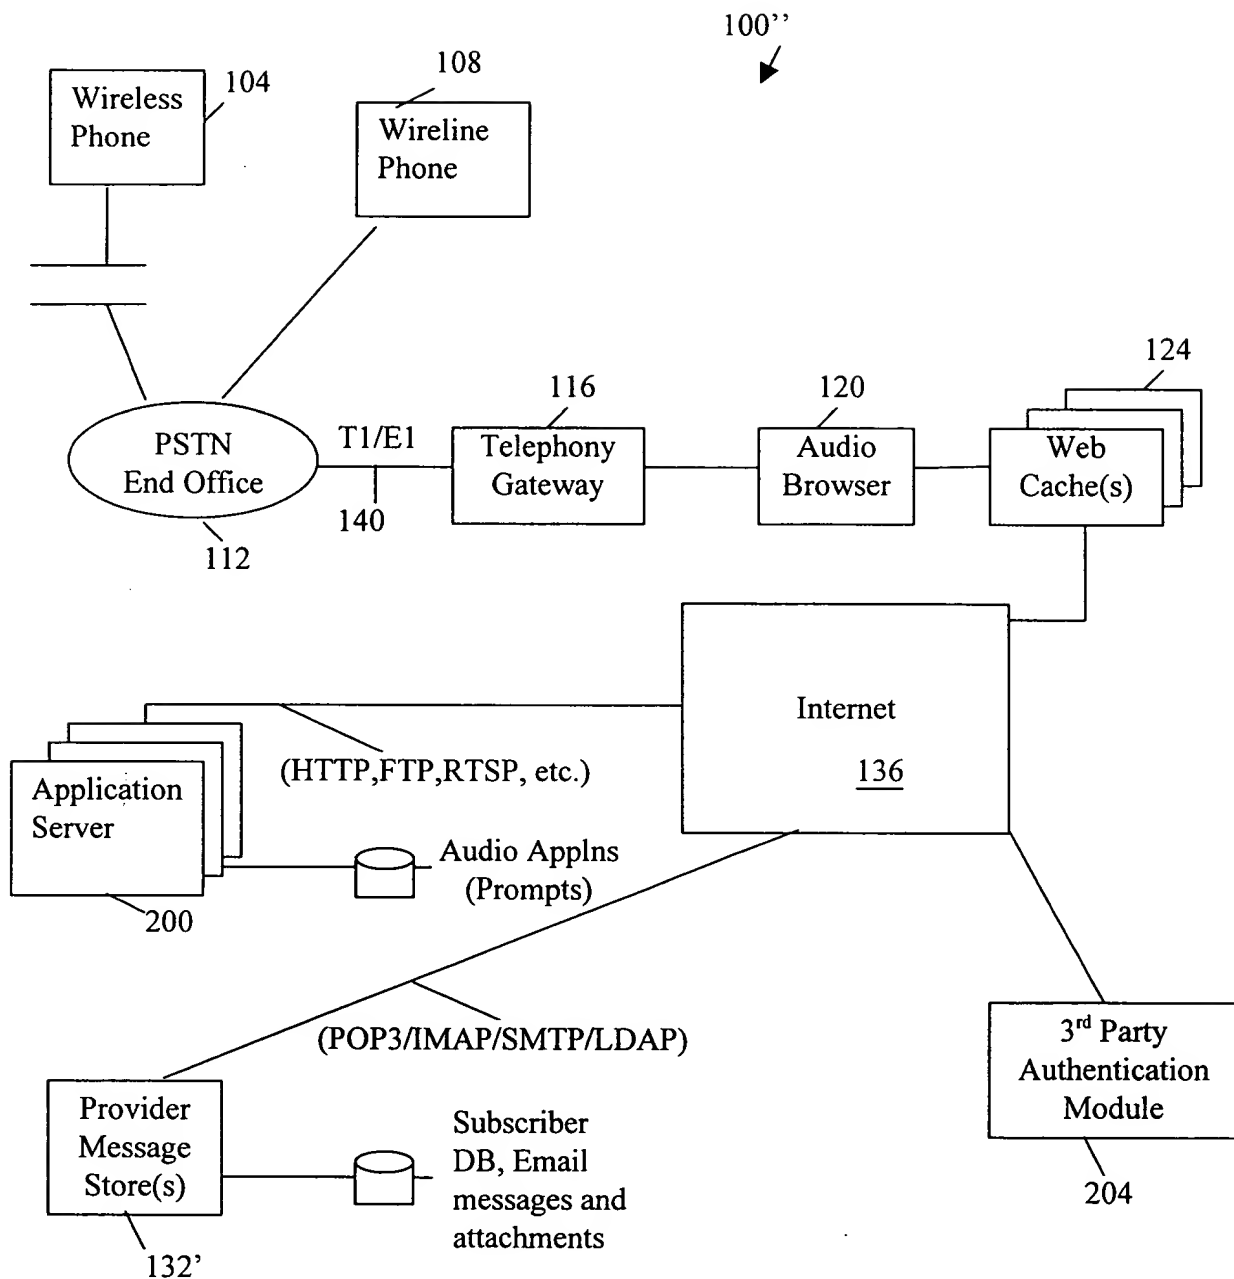 100’’
Wireless
Phone
104
108
Wireline
Phone
124
116
120
PSTN
End Office
T1/E1
140
112
Telephony
Gateway
Audio
Browser
Web
Cache(s)
Internet
136
(HTTP,FTP,RTSP, etc.)
Application
Server
200
Audio Applns
(Prompts)
(POP3/IMAP/SMTP/LDAP)
3rd Party
Authentication
Module
204
Provider
Message
Store(s)
132’
Subscriber
DB, Email
messages and
attachments